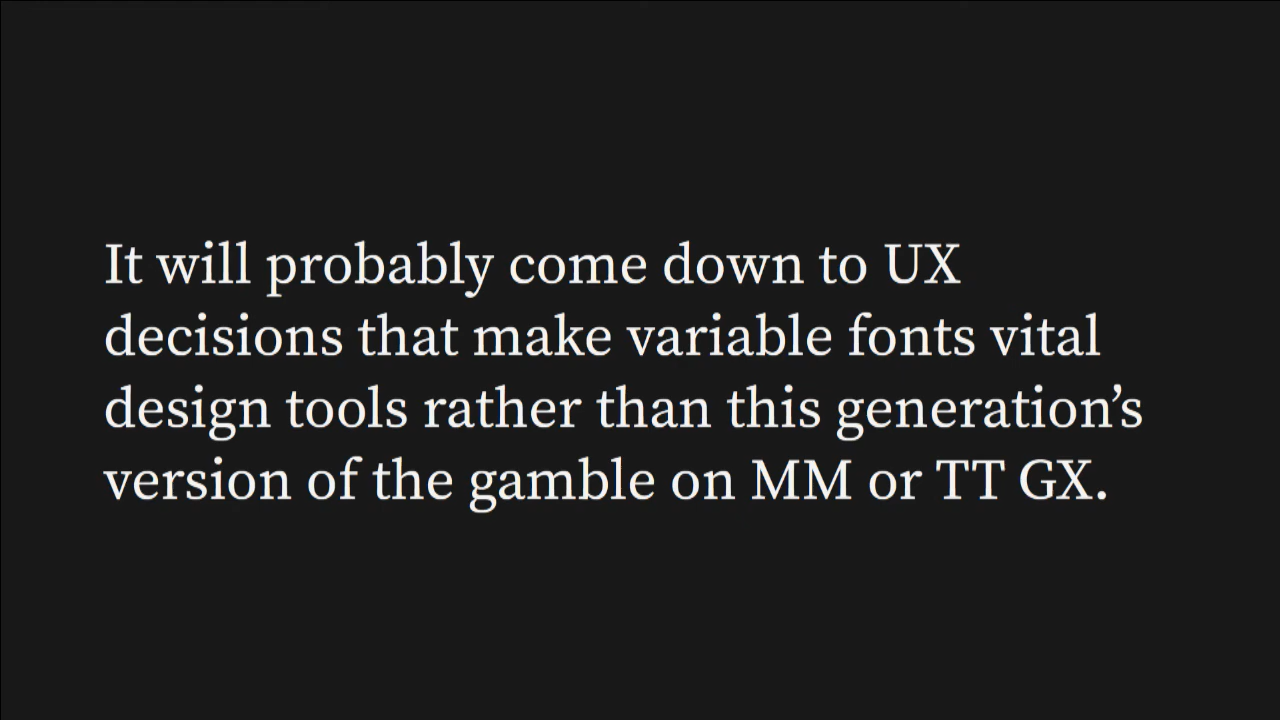 It will probably come down to UX
decisions that make variable fonts vital
design tools rather than this generation’s
version of the gamble on MM or TT GX.